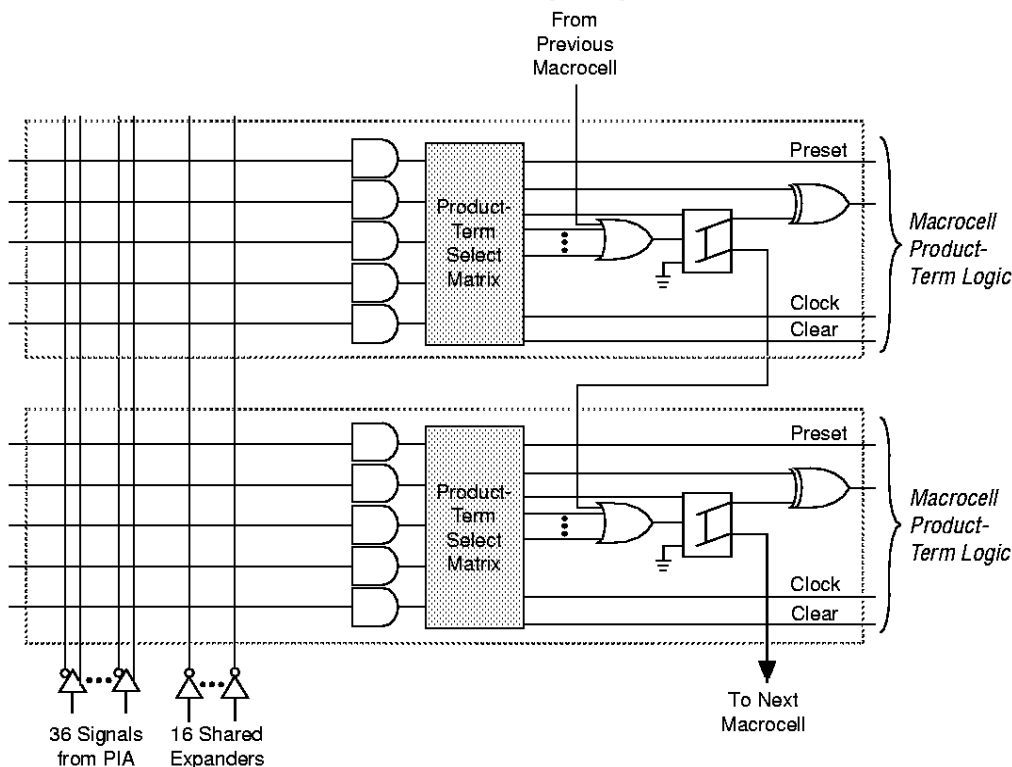 From
Previous
Macrocell
Preset
Product-
Term
Select
Matrix
Macrocell
Product-
Term Logic
Clock
Clear
Preset
Product-
Term
Select
Matrix
Macrocell
Product-
Term Logic
Clock
Clear
36 Signals
from PIA
16 Shared
Expanders
To Next
Macrocell